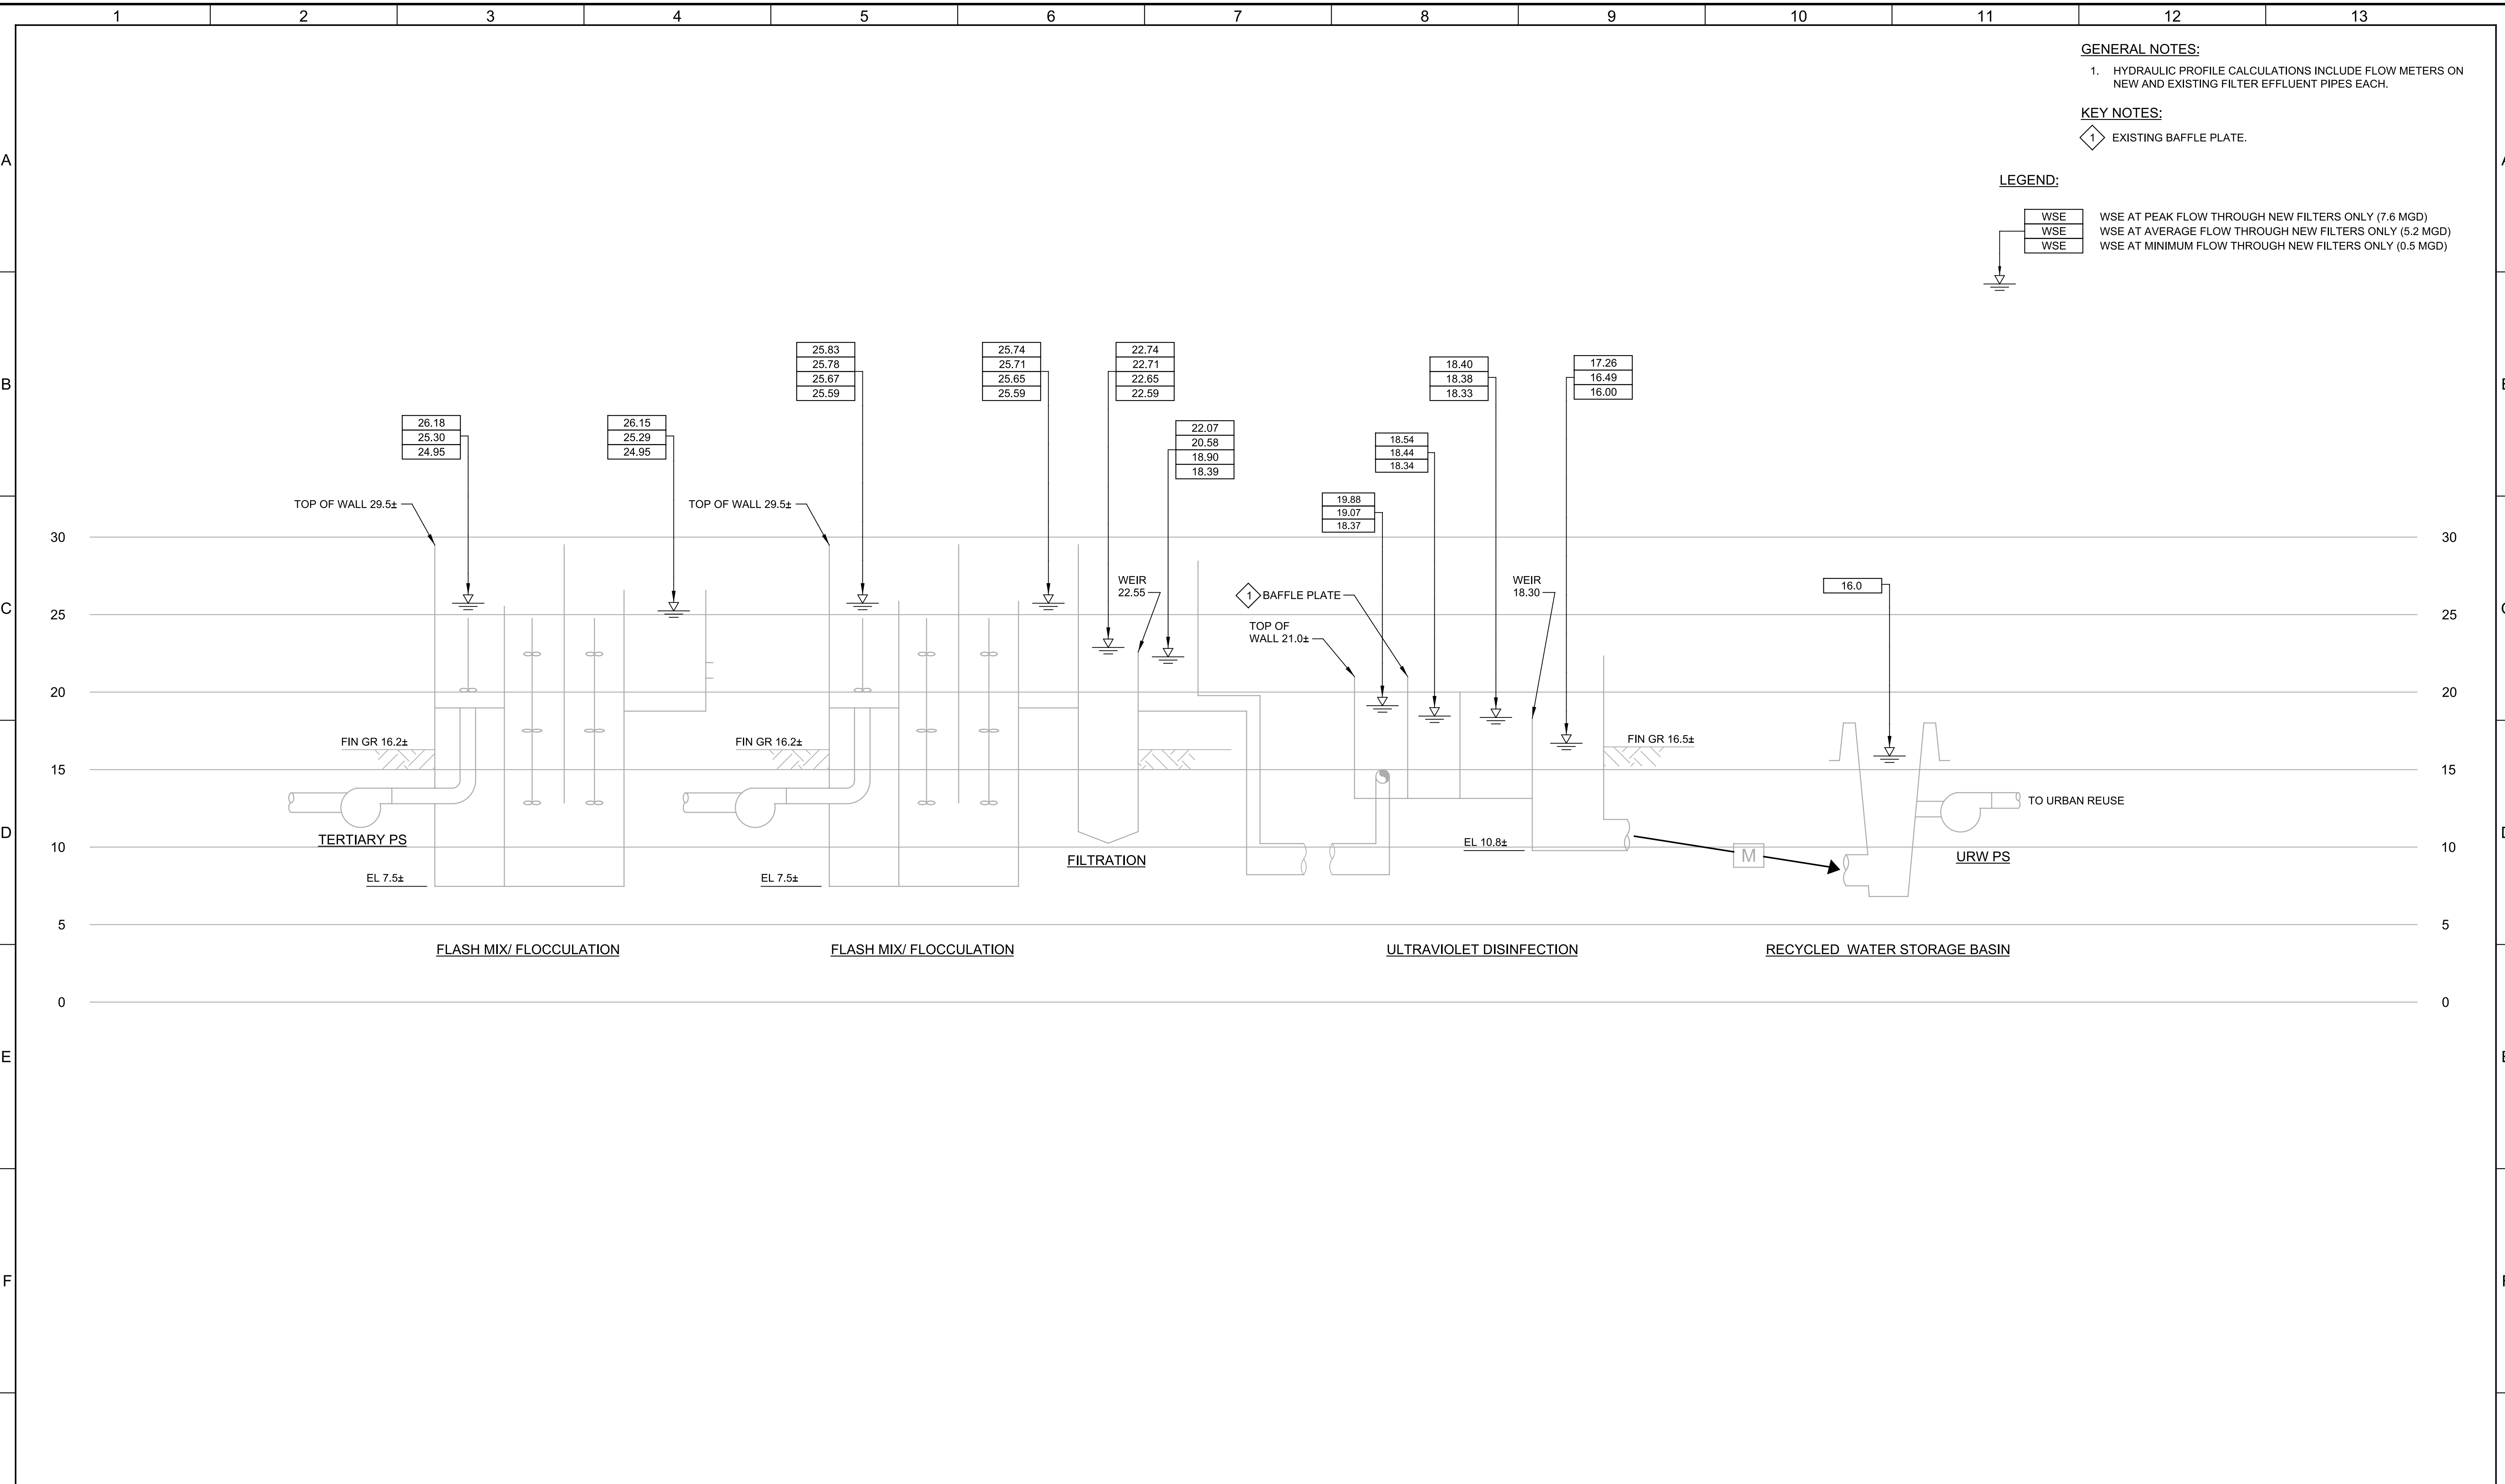 1 2 3 4 5 6 7 8 9 10 11 12 13
GENERAL NOTES:
1. HYDRAULIC PROFILE CALCULATIONS INCLUDE FLOW METERS ON
NEW AND EXISTING FILTER EFFLUENT PIPES EACH.
KEY NOTES:
1 EXISTING BAFFLE PLATE.
A
LEGEND:
WSE WSE AT PEAK FLOW THROUGH NEW FILTERS ONLY (7.6 MGD)
WSE WSE AT AVERAGE FLOW THROUGH NEW FILTERS ONLY (5.2 MGD)
WSE WSE AT MINIMUM FLOW THROUGH NEW FILTERS ONLY (0.5 MGD)
B
26.18
25.30
24.95
26.15
25.29
24.95
25.83
25.78
25.67
25.59
25.74
25.71
25.65
25.59
22.74
22.71
22.65
22.59
22.07
20.58
18.90
18.39
19.88
19.07
18.37
18.54
18.44
18.34
18.40
18.38
18.33
17.26
16.49
16.00
16.0
TOP OF WALL 29.5±
TOP OF WALL 29.5±
30 30
WEIR
22.55
1 BAFFLE PLATE
WEIR
18.30
C
25 25
TOP OF
WALL 21.0±
20 20
FIN GR 16.2±
FIN GR 16.2±
FIN GR 16.5±
15 15
TO URBAN REUSE
D
TERTIARY PS
EL 10.8±
10 10
M
FILTRATION
URW PS
EL 7.5±
EL 7.5±
5 5
FLASH MIX/ FLOCCULATION
FLASH MIX/ FLOCCULATION
ULTRAVIOLET DISINFECTION
RECYCLED WATER STORAGE BASIN
0 0
E
F